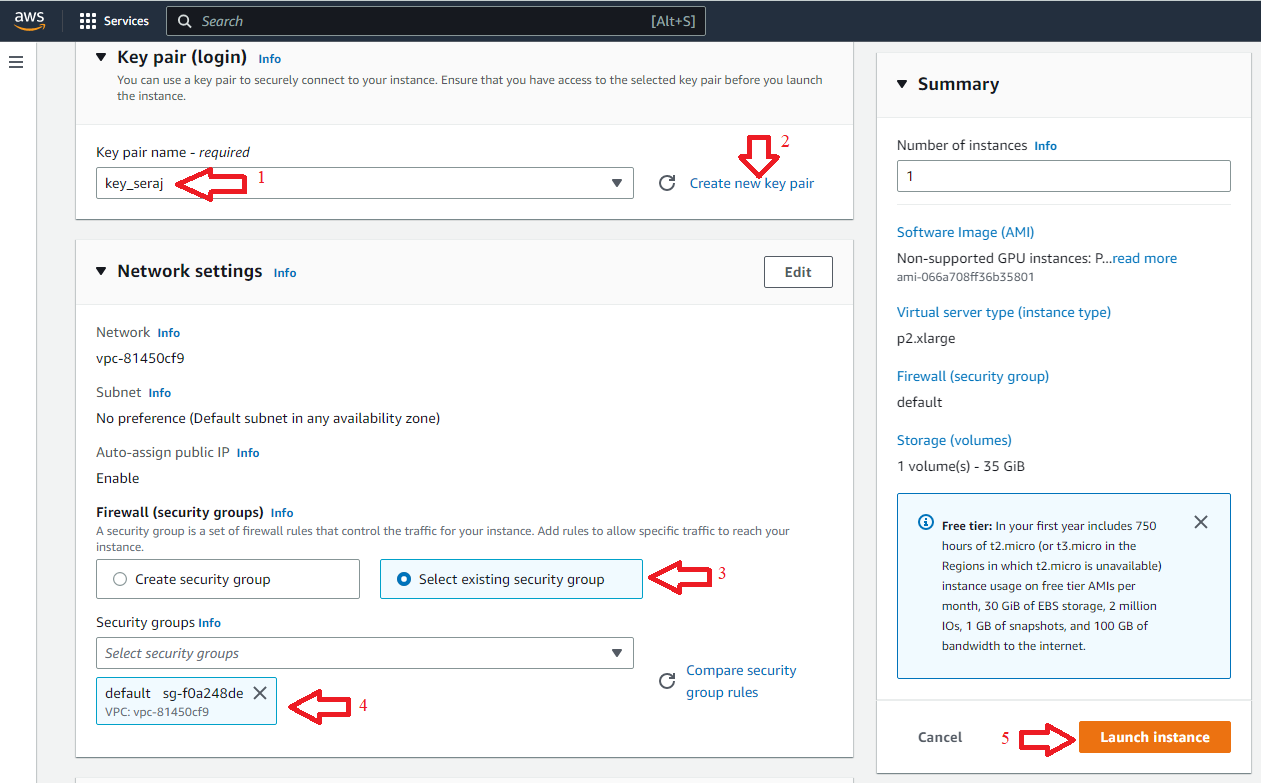 aws
Services
Search
[Alt+S]
Key pair (login) Info
You can use a key pair to securely connect to your instance. Ensure that you have access to the selected key pair before you launch
the instance.
Key pair name - required
key_seraj
1
2
Create new key pair
Network settings Info
Edit
Network Info
vpc-81450cf9
Subnet Info
No preference (Default subnet in any availability zone)
Auto-assign public IP Info
Enable
Firewall (security groups) Info
A security group is a set of firewall rules that control the traffic for your instance. Add rules to allow specific traffic to reach your
instance.
Create security group
Select existing security group
3
Security groups Info
Select security groups
Compare security
group rules
default sg-f0a248de
VPC: vpc-81450cf9
4
Summary
Number of instances Info
1
Software Image (AMI)
Non-supported GPU instances: P...read more
ami-066a708ff36b35801
Virtual server type (instance type)
p2.xlarge
Firewall (security group)
default
Storage (volumes)
1 volume(s) - 35 GiB
Free tier: In your first year includes 750
hours of t2.micro (or t3.micro in the
Regions in which t2.micro is unavailable)
instance usage on free tier AMIs per
month, 30 GiB of EBS storage, 2 million
IOs, 1 GB of snapshots, and 100 GB of
bandwidth to the internet.
Cancel
5
Launch instance